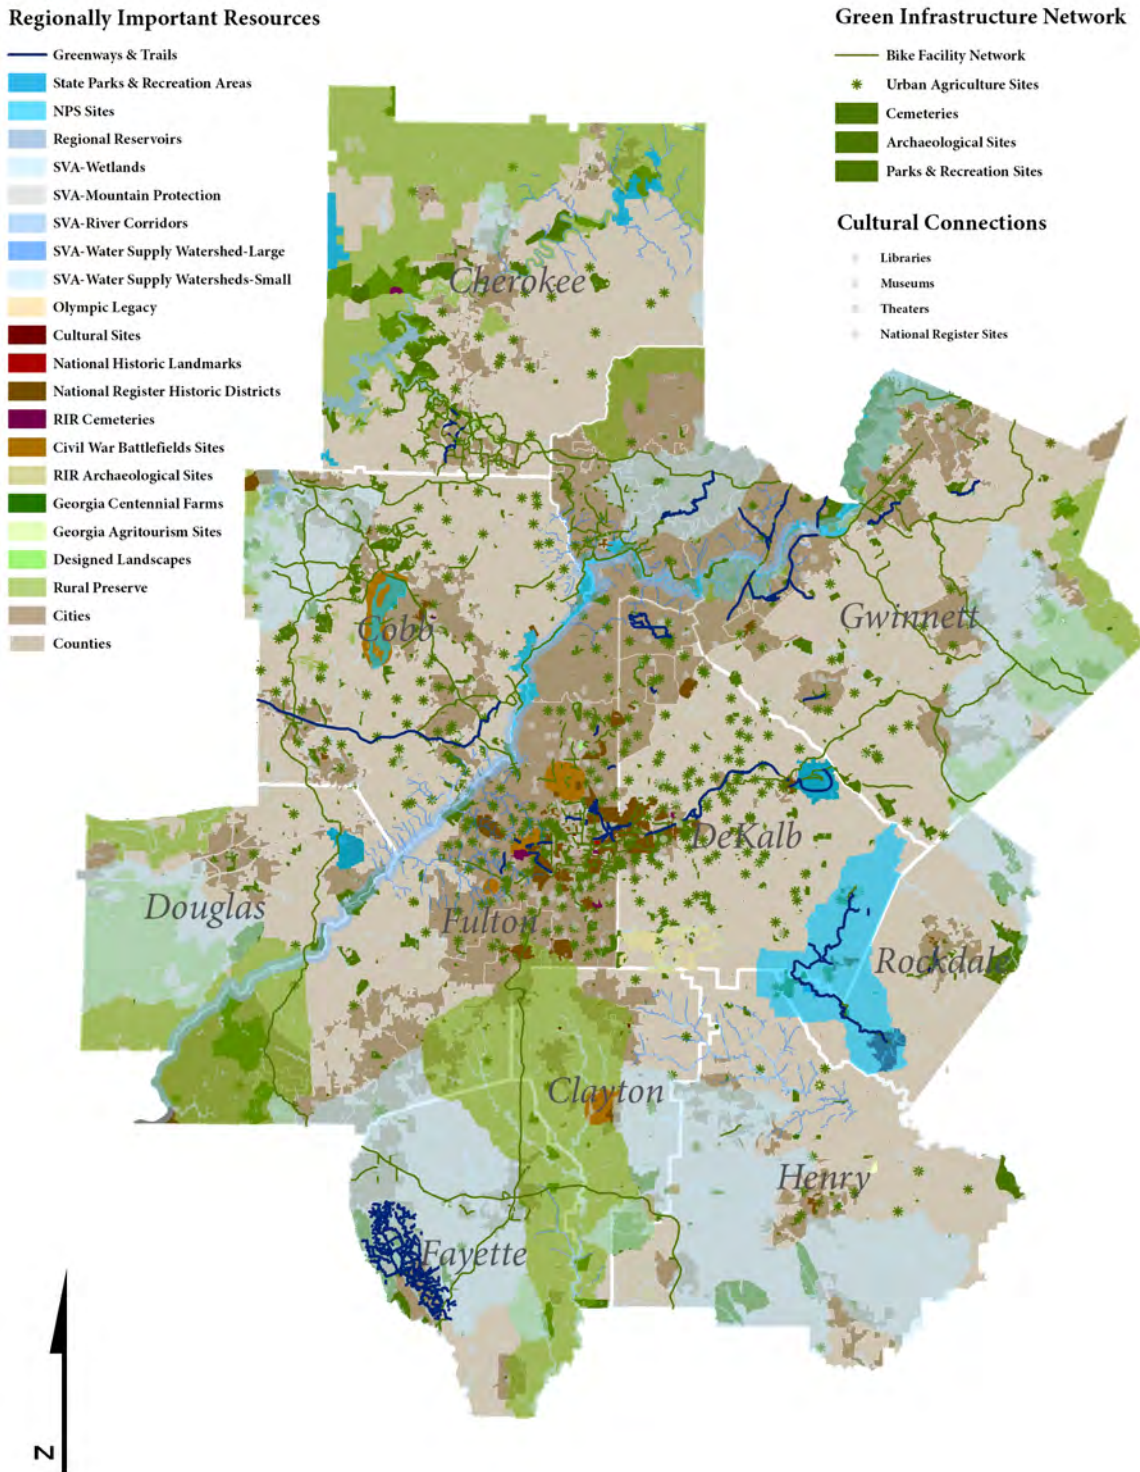 Regionally Important Resources
Greenways & Trails
State Parks & Recreation Areas
NPS Sites
Regional Reservoirs
SVA-Wetlands
SVA-Mountain Protection
SVA-River Corridors
SVA-Water Supply Watershed-Large
SVA-Water Supply Watersheds-Small
Olympic Legacy
Cultural Sites
National Historic Landmarks
National Register Historic Districts
RIR Cemeteries
Civil War Battlefields Sites
RIR Archaeological Sites
Georgia Centennial Farms
Georgia Agritourism Sites
Designed Landscapes
Rural Preserve
Cities
Counties
Green Infrastructure Network
Bike Facility Network
Urban Agriculture Sites
Cemeteries
Archaeological Sites
Parks & Recreation Sites
Cultural Connections
Libraries
Museums
Theaters
National Register Sites
Cherokee
Cobb
Gwinnett
DeKalb
Douglas
Fulton
Rockdale
Clayton
Henry
Fayette
N